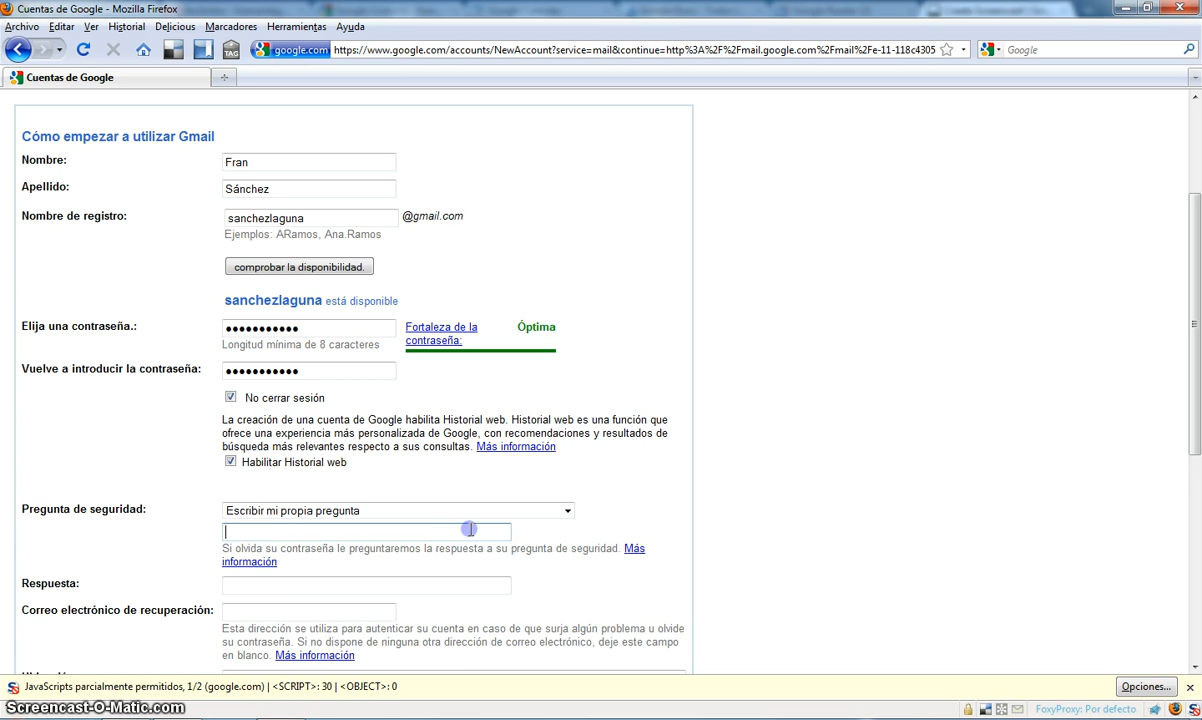 Cuentas de Google - Mozilla Firefox
Archivo Editar Ver Historial Delicious Marcadores Herramientas Ayuda
TAG google.com https://www.google.com/accounts/NewAccount?service=mail&continue=http%3A%2F%2Fmail.google.com%2Fmail%2Fe-11-118c4305 Google
Cuentas de Google
Cómo empezar a utilizar Gmail
Nombre: Fran
Apellido: Sánchez
Nombre de registro: sanchezlaguna @gmail.com
Ejemplos: ARamos, Ana.Ramos
comprobar la disponibilidad.
sanchezlaguna está disponible
Elija una contraseña.: ●●●●●●●●●●● Fortaleza de la contraseña: Óptima
Longitud mínima de 8 caracteres
Vuelve a introducir la contraseña: ●●●●●●●●●●●
No cerrar sesión
La creación de una cuenta de Google habilita Historial web. Historial web es una función que
ofrece una experiencia más personalizada de Google, con recomendaciones y resultados de
búsqueda más relevantes respecto a sus consultas. Más información
Habilitar Historial web
Pregunta de seguridad: Escribir mi propia pregunta
Si olvida su contraseña le preguntaremos la respuesta a su pregunta de seguridad. Más
información
Respuesta:
Correo electrónico de recuperación:
Esta dirección se utiliza para autenticar su cuenta en caso de que surja algún problema u olvide
su contraseña. Si no dispone de ninguna otra dirección de correo electrónico, deje este campo
en blanco. Más información
JavaScripts parcialmente permitidos, 1/2 (google.com) | <SCRIPT>: 30 | <OBJECT>: 0 Opciones...
Screencast-O-Matic.com FoxyProxy: Por defecto